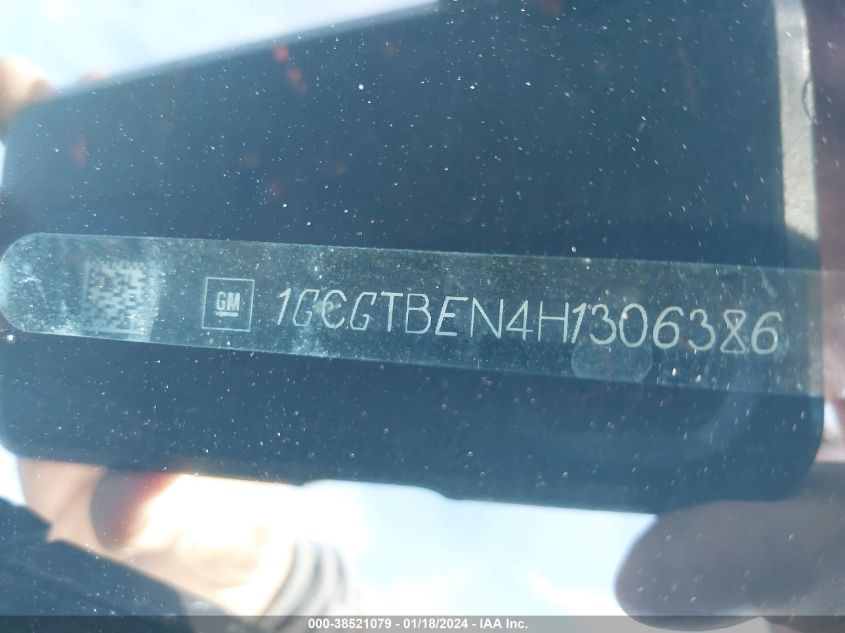 GM 1GCGTBEN4H1306386
000-38521079 - 01/18/2024 - IAA Inc.